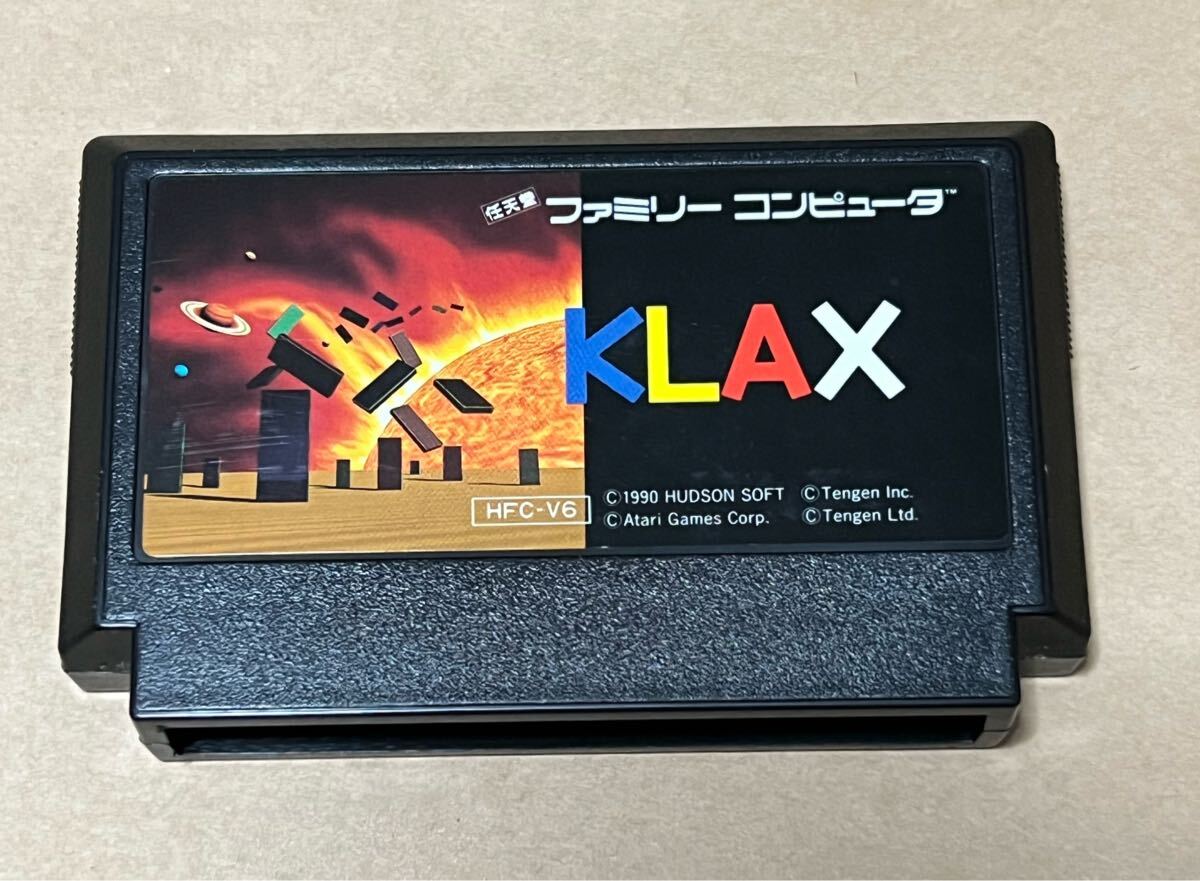 任天堂 ファミリー コンピュータ™
KLAX
HFC-V6
©1990 HUDSON SOFT ©Tengen Inc.
©Atari Games Corp. ©Tengen Ltd.